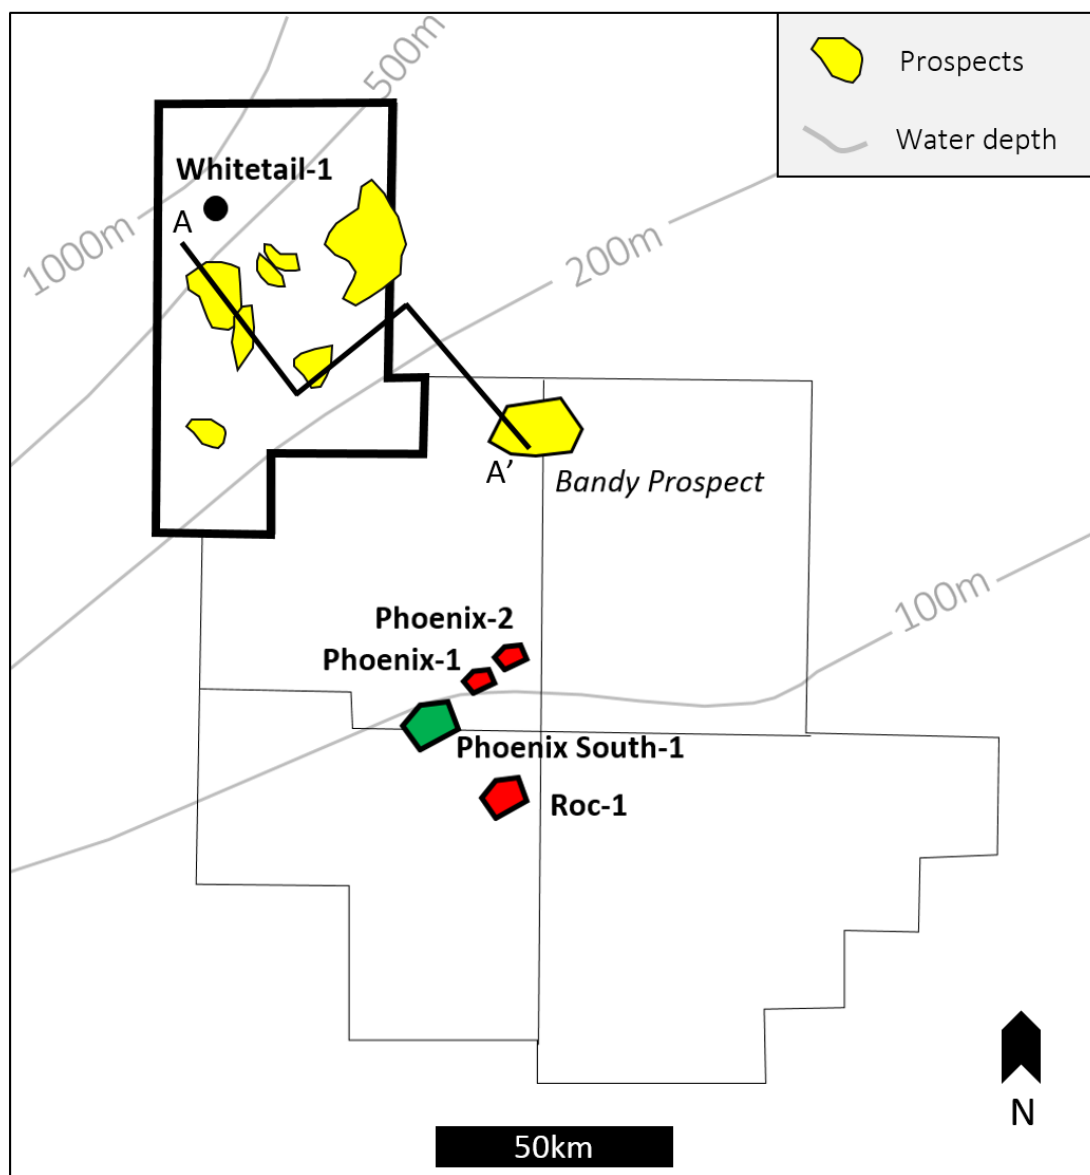 Prospects
Water depth
500m
Whitetail-1
A
1000m
200m
A’
Bandy Prospect
100m
Phoenix-2
Phoenix-1
Phoenix South-1
Roc-1
N
50km